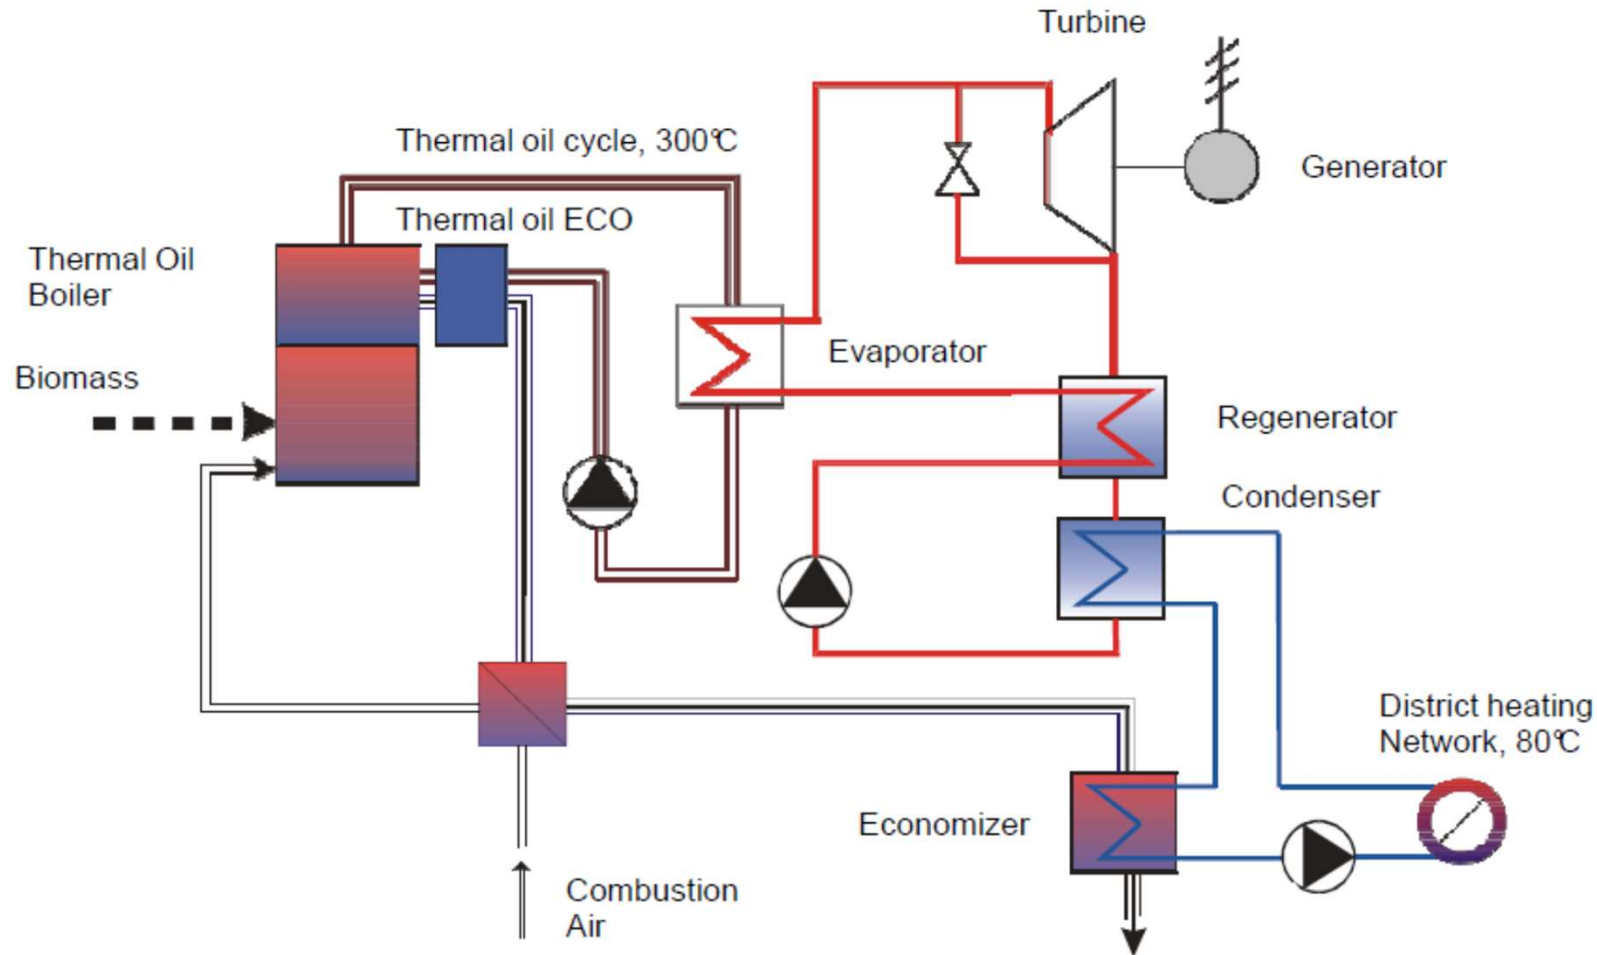 Turbine
Thermal oil cycle, 300°C
Generator
Thermal oil ECO
Thermal Oil
Boiler
Evaporator
Biomass
Regenerator
Condenser
District heating
Network, 80°C
Economizer
Combustion
Air